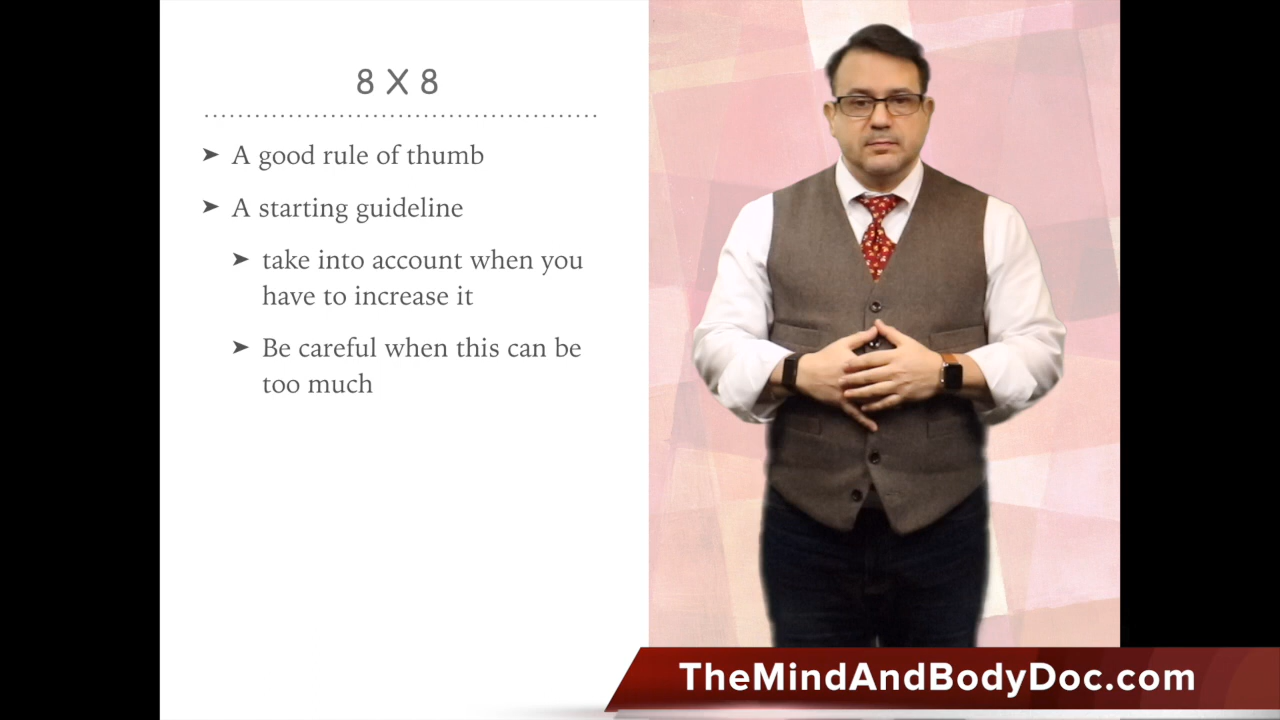 8 X 8
➤ A good rule of thumb
➤ A starting guideline
➤ take into account when you
have to increase it
➤ Be careful when this can be
too much
TheMindAndBodyDoc.com